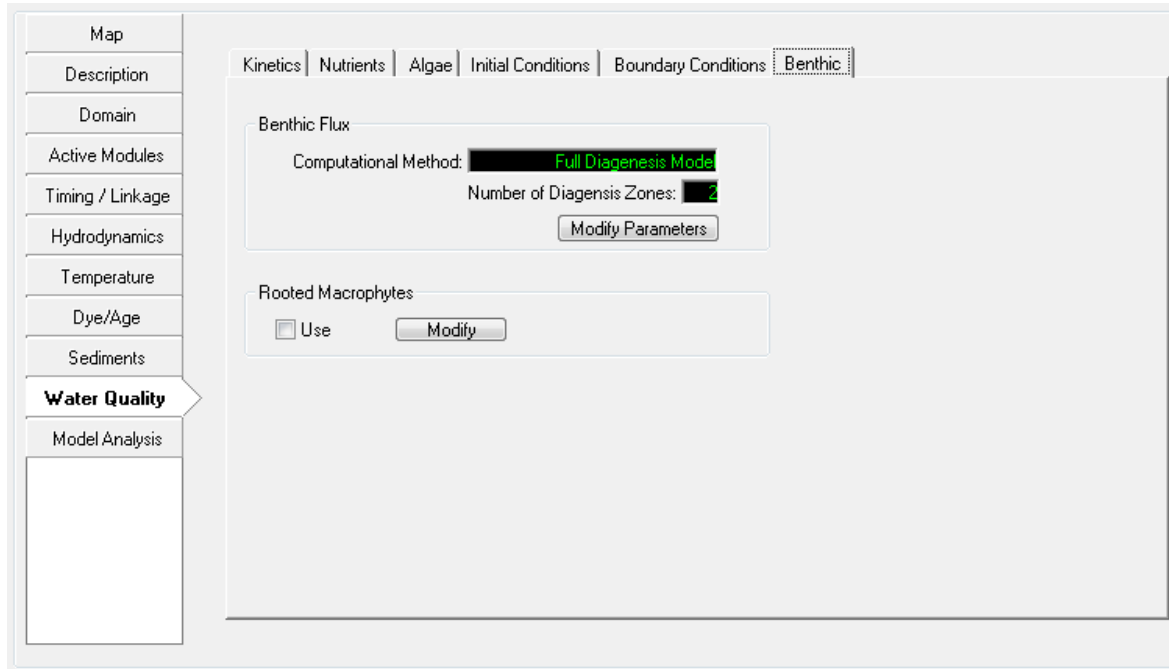 Map
Description
Domain
Active Modules
Timing / Linkage
Hydrodynamics
Temperature
Dye/Age
Sediments
Water Quality
Model Analysis
Kinetics Nutrients Algae Initial Conditions Boundary Conditions Benthic
Benthic Flux
Computational Method: Full Diagenesis Model
Number of Diagensis Zones: 2
Modify Parameters
Rooted Macrophytes
Use Modify